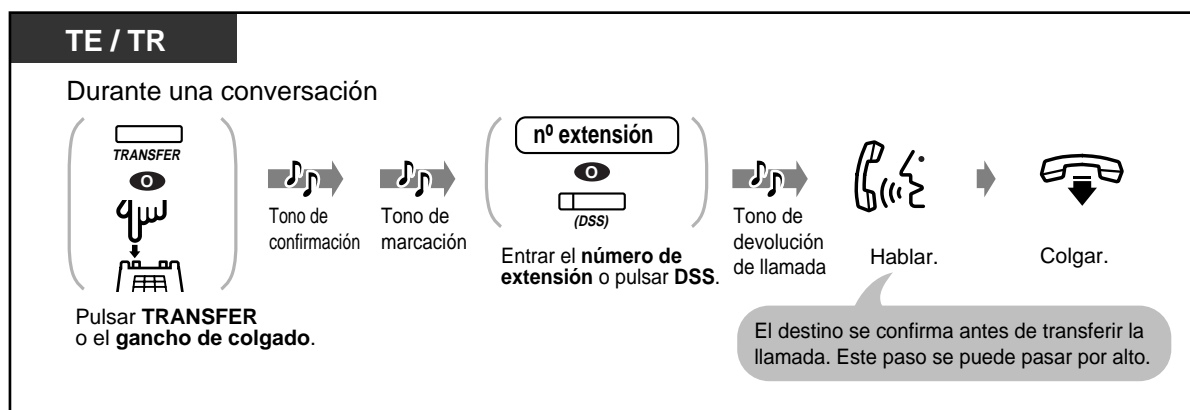 TE / TR
Durante una conversación
TRANSFER
O
Pulsar TRANSFER
o el gancho de colgado.
Tono de
confirmación
Tono de
marcación
nº extensión
O
(DSS)
Entrar el número de
extensión o pulsar DSS.
Tono de
devolución
de llamada
Hablar.
Colgar.
El destino se confirma antes de transferir la
llamada. Este paso se puede pasar por alto.